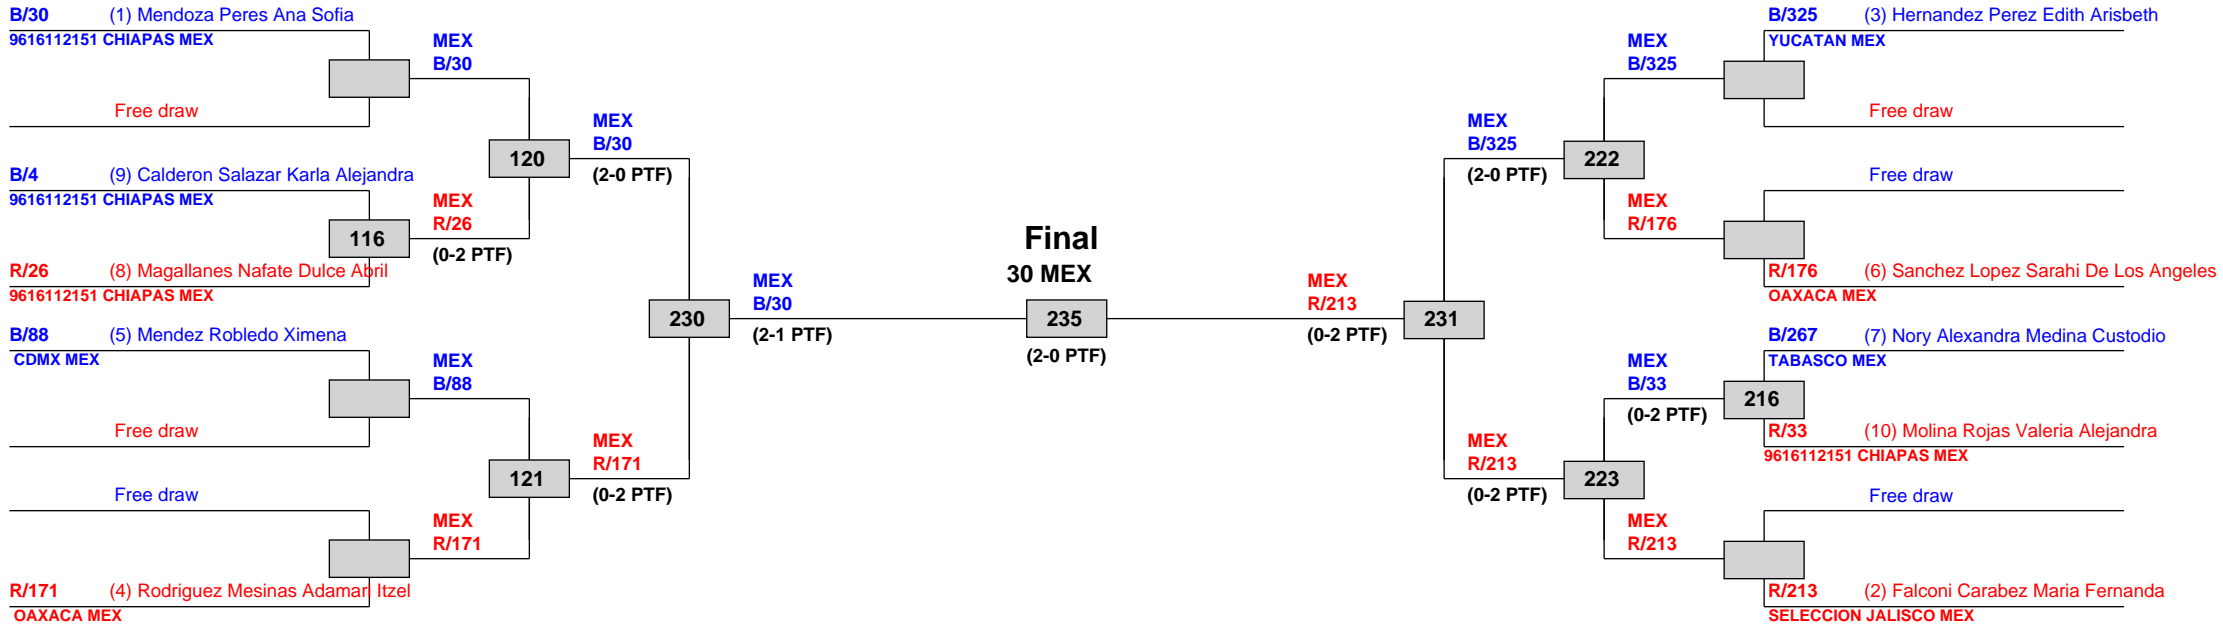 B/30 (1) Mendoza Peres Ana Sofia
9616112151 CHIAPAS MEX
MEX
B/30
Free draw
MEX
B/30
(2-0 PTF)
120
B/4 (9) Calderon Salazar Karla Alejandra
9616112151 CHIAPAS MEX
116
MEX
R/26
(0-2 PTF)
R/26 (8) Magallanes Nafate Dulce Abril
9616112151 CHIAPAS MEX
230
MEX
B/30
(2-1 PTF)
B/88 (5) Mendez Robledo Ximena
CDMX MEX
MEX
B/88
Free draw
121
MEX
R/171
(0-2 PTF)
Free draw
MEX
R/171
R/171 (4) Rodriguez Mesinas Adamari Itzel
OAXACA MEX
Final
30 MEX
235
(2-0 PTF)
B/325 (3) Hernandez Perez Edith Arisbeth
YUCATAN MEX
MEX
B/325
Free draw
MEX
B/325
(2-0 PTF)
222
Free draw
MEX
R/176
R/176 (6) Sanchez Lopez Sarahi De Los Angeles
OAXACA MEX
MEX
R/213
(0-2 PTF)
231
B/267 (7) Nory Alexandra Medina Custodio
TABASCO MEX
MEX
B/33
(0-2 PTF)
216
R/33 (10) Molina Rojas Valeria Alejandra
9616112151 CHIAPAS MEX
MEX
R/213
(0-2 PTF)
223
Free draw
MEX
R/213
R/213 (2) Falconi Carabez Maria Fernanda
SELECCION JALISCO MEX